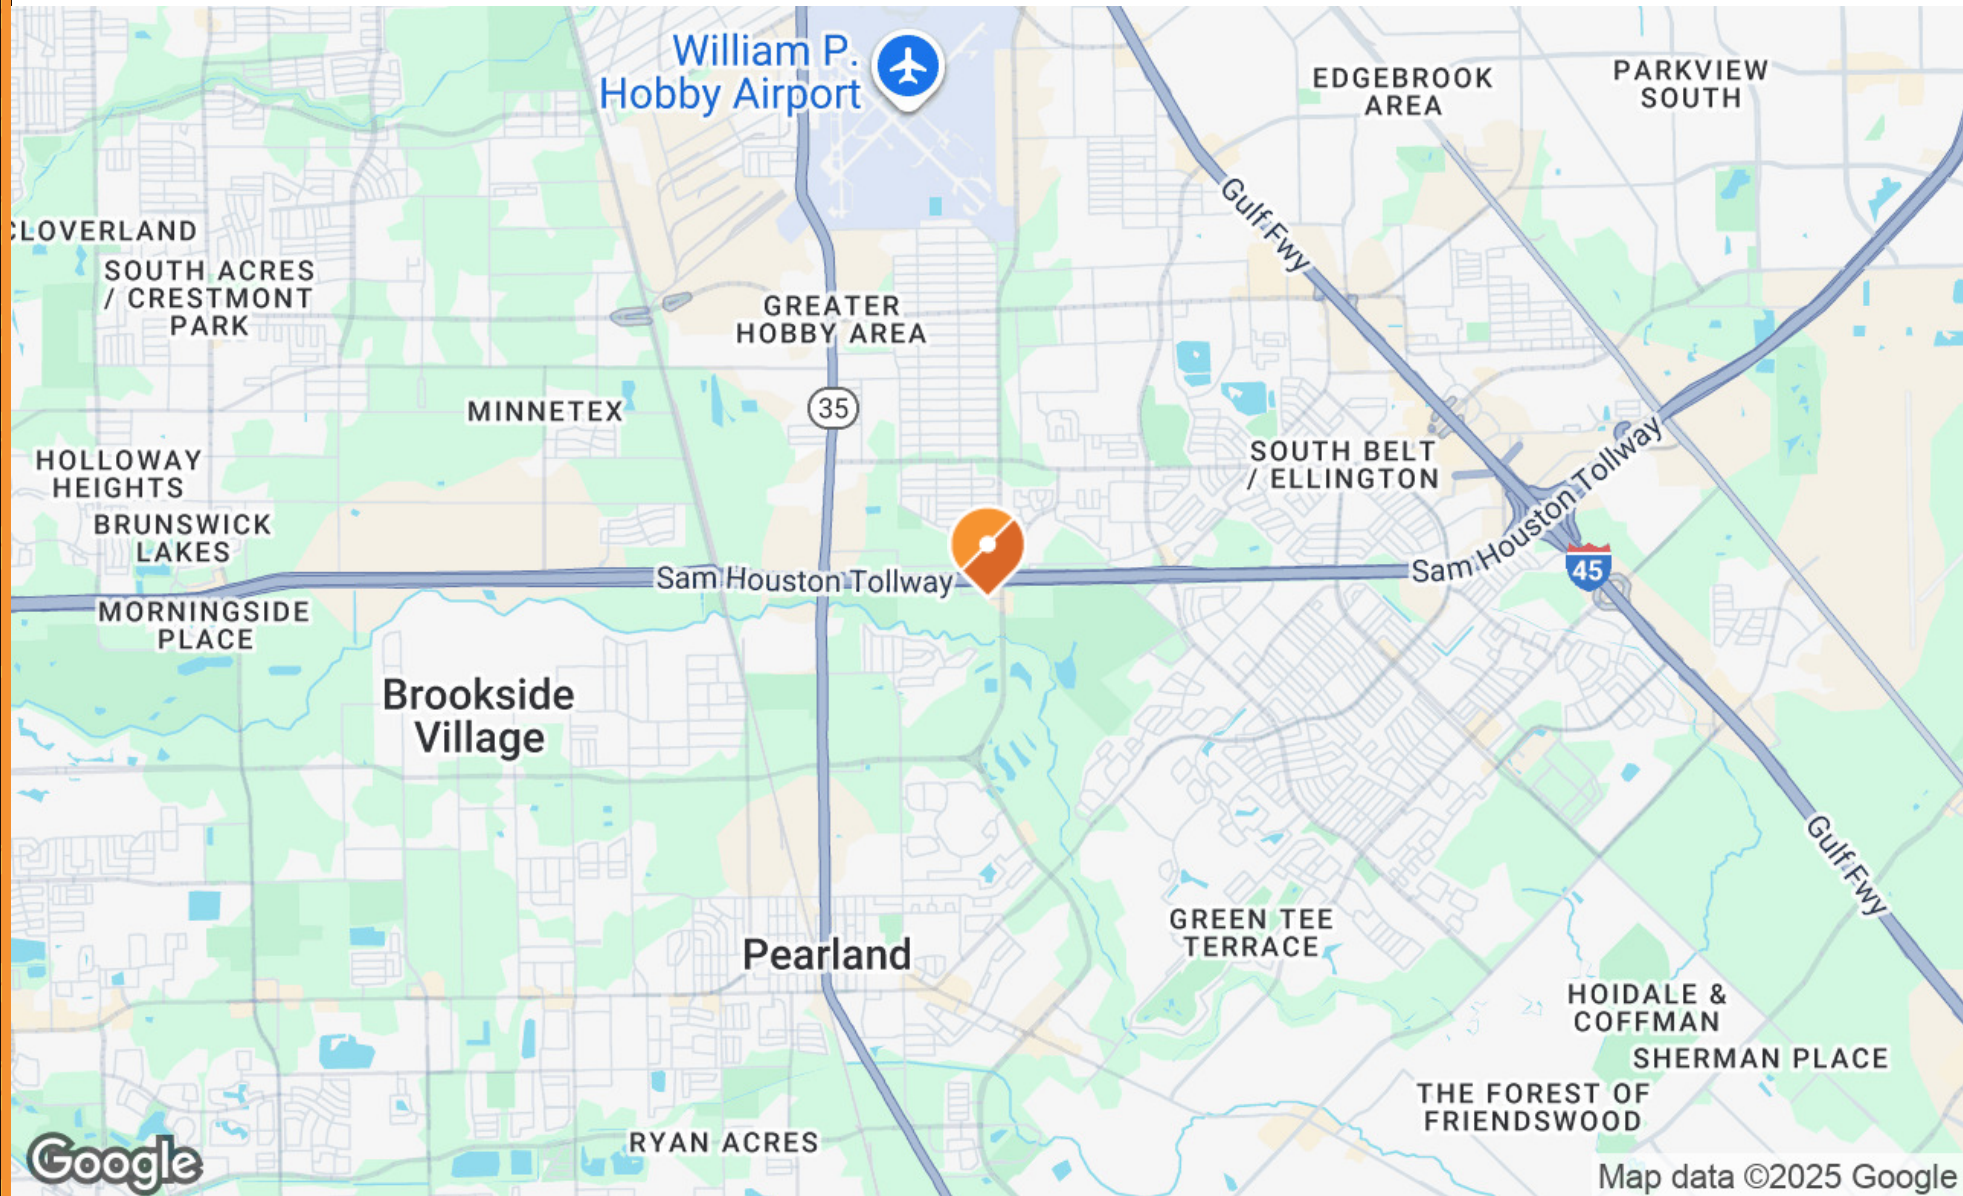 William P.
Hobby Airport
EDGEBROOK
AREA
PARKVIEW
SOUTH
Gulf Fwy
CLOVERLAND
SOUTH ACRES
/ CRESTMONT
PARK
GREATER
HOBBY AREA
MINNETEX
35
HOLLOWAY
HEIGHTS
SOUTH BELT
/ ELLINGTON
BRUNSWICK
LAKES
Sam Houston Tollway
Sam Houston Tollway
45
MORNINGSIDE
PLACE
Brookside
Village
Gulf Fwy
Pearland
GREEN TEE
TERRACE
HOIDALE &
COFFMAN
SHERMAN PLACE
THE FOREST OF
FRIENDSWOOD
RYAN ACRES
Google
Map data ©2025 Google